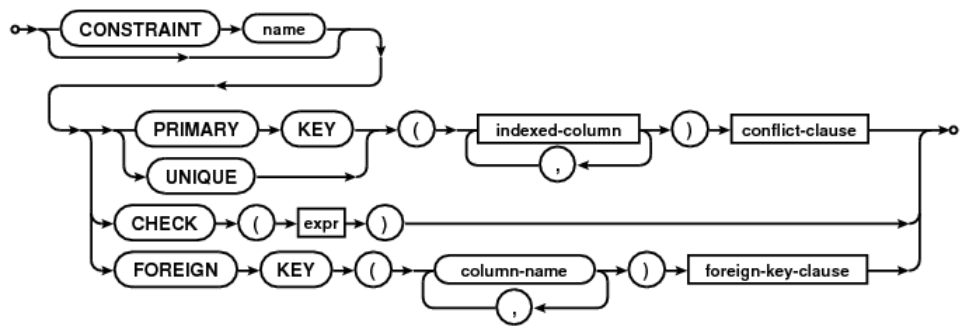 CONSTRAINT name
PRIMARY KEY ( indexed-column ) conflict-clause
,
UNIQUE
CHECK ( expr )
FOREIGN KEY ( column-name ) foreign-key-clause
,